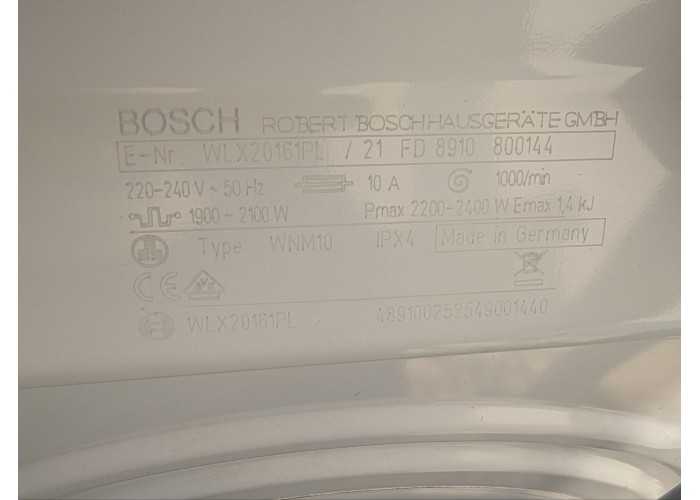 BOSCH ROBERT BOSCH HAUSGERÄTE GMBH
E-Nr. WLX20161PL / 21 FD 8910 800144
220-240 V ~ 50 Hz 10 A 1000/min
1900 - 2100 W Pmax 2200-2400 W Emax 1,4 kJ
Type WNM10 IPX4 Made in Germany
CE
WLX20161PL 489100252549001440